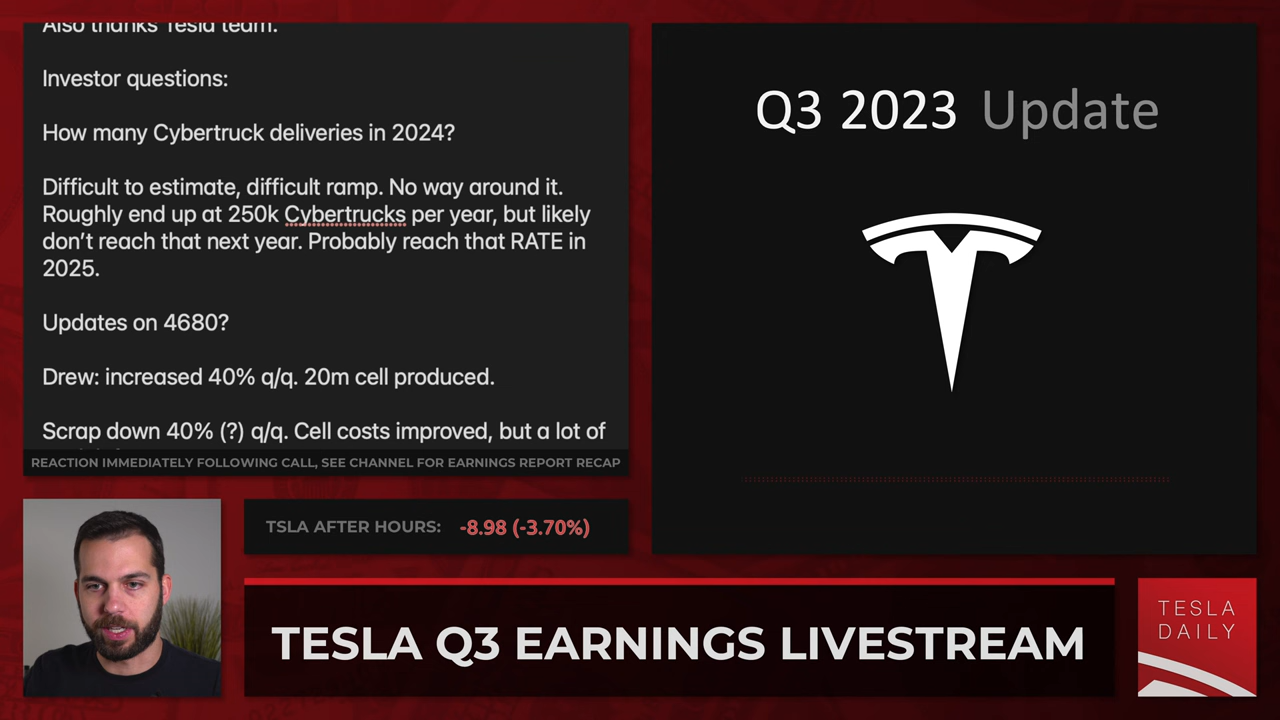 Also thanks Tesla team.
Investor questions:
How many Cybertruck deliveries in 2024?
Difficult to estimate, difficult ramp. No way around it.
Roughly end up at 250k Cybertrucks per year, but likely
don’t reach that next year. Probably reach that RATE in
2025.
Updates on 4680?
Drew: increased 40% q/q. 20m cell produced.
Scrap down 40% (?) q/q. Cell costs improved, but a lot of
REACTION IMMEDIATELY FOLLOWING CALL, SEE CHANNEL FOR EARNINGS REPORT RECAP
Q3 2023 Update
TSLA AFTER HOURS: -8.98 (-3.70%)
TESLA Q3 EARNINGS LIVESTREAM
TESLA
DAILY